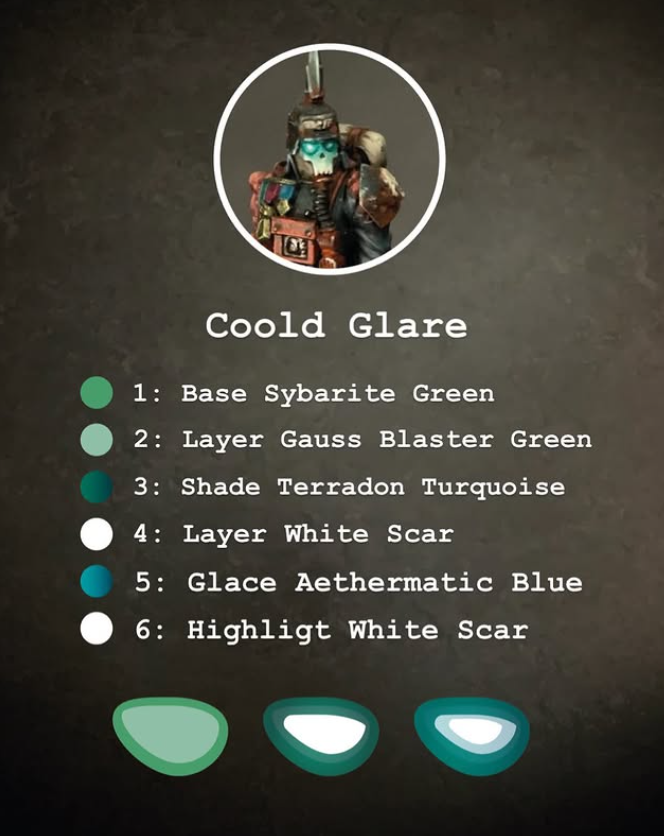 Coold Glare
1: Base Sybarite Green
2: Layer Gauss Blaster Green
3: Shade Terradon Turquoise
4: Layer White Scar
5: Glace Aethermatic Blue
6: Highligt White Scar